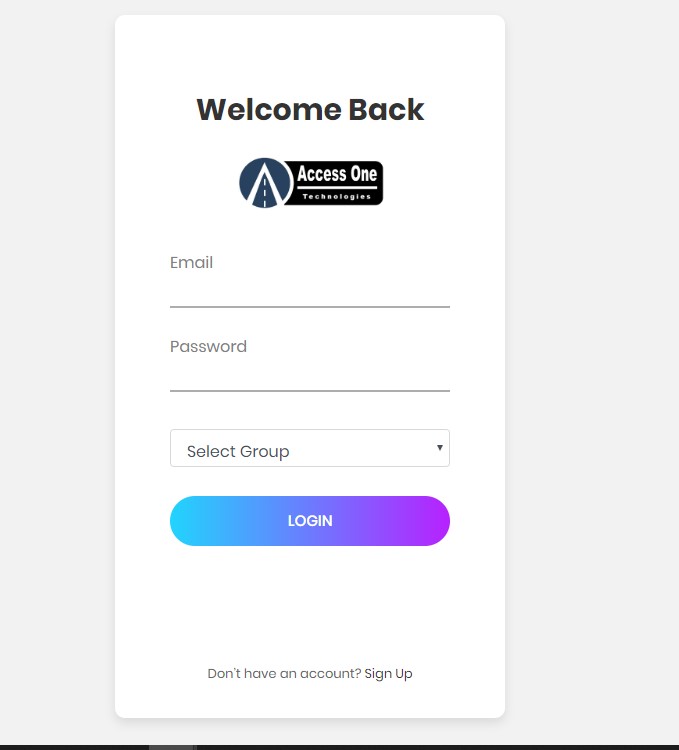 Welcome Back
Access One
Technologies
Email
Password
Select Group
LOGIN
Don't have an account? Sign Up